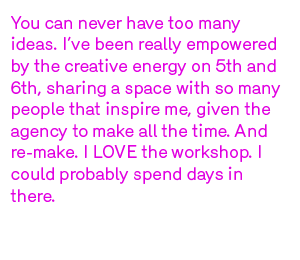 You can never have too many
ideas. I’ve been really empowered
by the creative energy on 5th and
6th, sharing a space with so many
people that inspire me, given the
agency to make all the time. And
re-make. I LOVE the workshop. I
could probably spend days in
there.